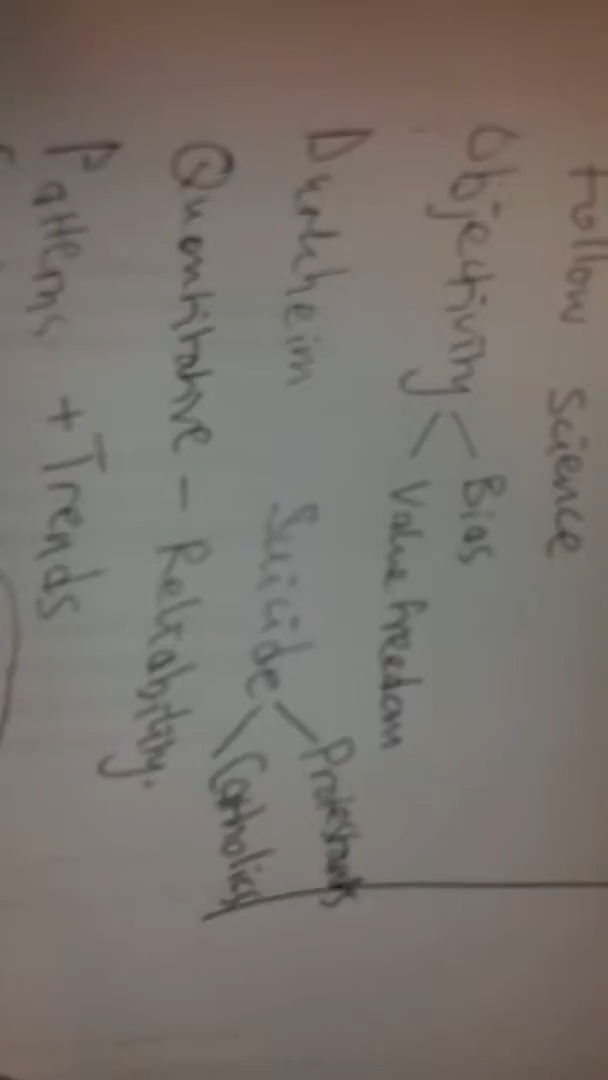 Follow Science
Objectivity < Bias
Value freedom
Durkheim Suicide < Protestants
Catholics
Quantitative - Reliability.
Patterns + Trends